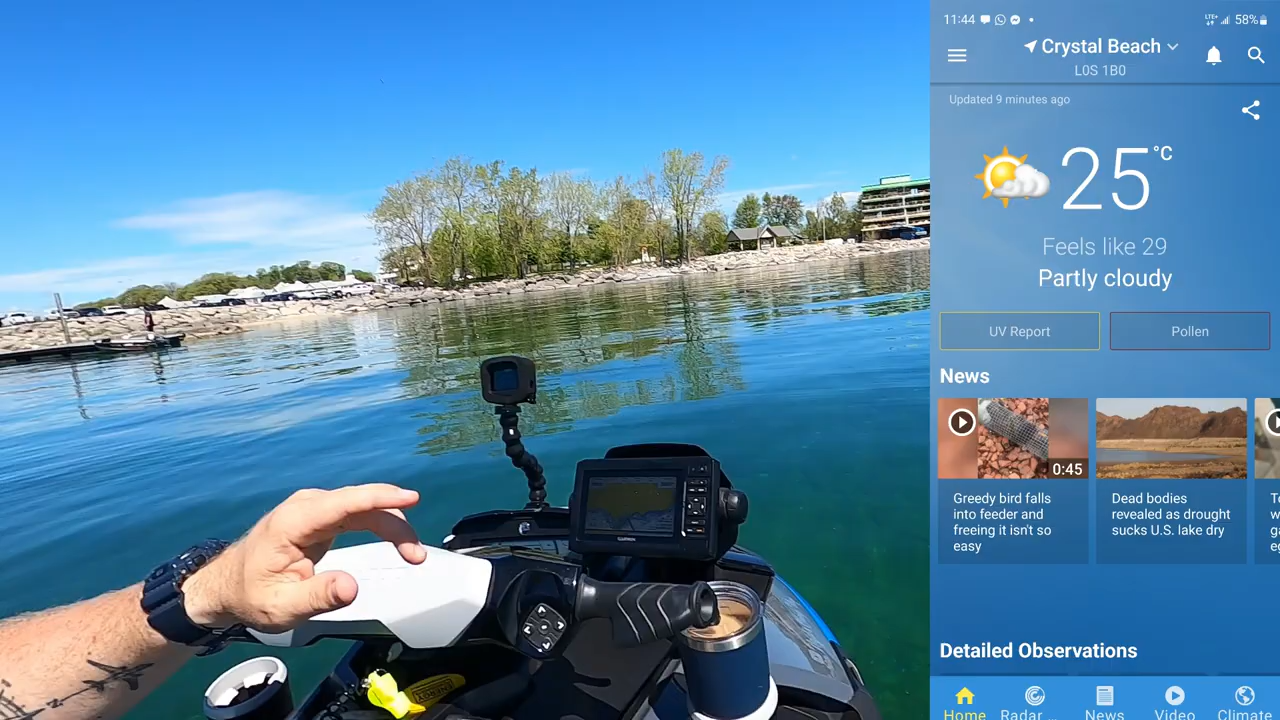 11:44
LTE+
58%
Crystal Beach
L0S 1B0
Updated 9 minutes ago
25°C
Feels like 29
Partly cloudy
UV Report
Pollen
News
0:45
Greedy bird falls
into feeder and
freezing it isn't so
easy
Dead bodies
revealed as drought
sucks U.S. lake dry
Detailed Observations
Home
Radar ...
News
Video
Climate
GARMIN